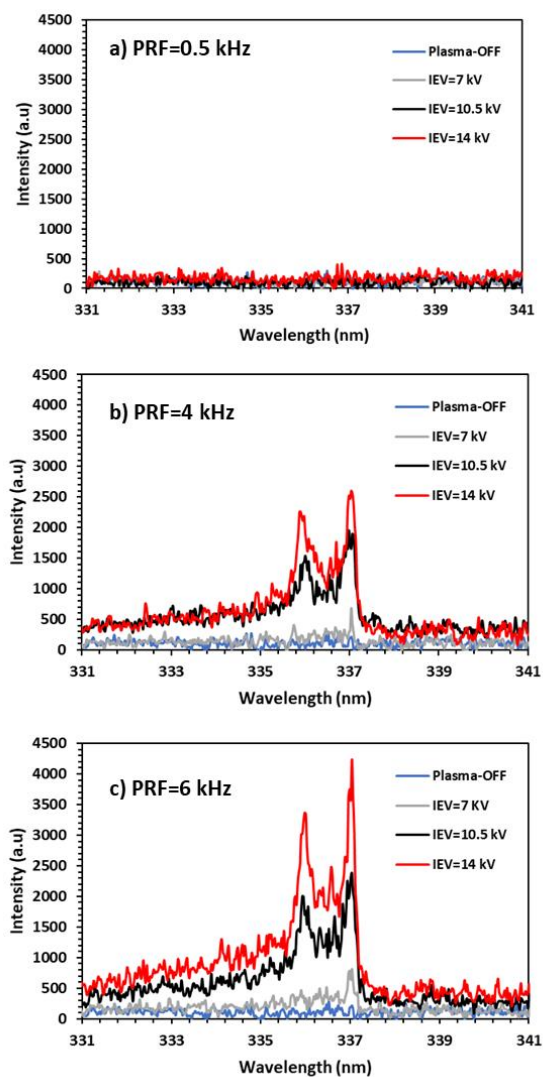 a) PRF=0.5 kHz
Plasma-OFF
IEV=7 kV
IEV=10.5 kV
IEV=14 kV
Intensity (a.u)
4500
4000
3500
3000
2500
2000
1500
1000
500
0
331 333 335 337 339 341
Wavelength (nm)
b) PRF=4 kHz
Plasma-OFF
IEV=7 kV
IEV=10.5 kV
IEV=14 kV
Intensity (a.u)
4500
4000
3500
3000
2500
2000
1500
1000
500
0
331 333 335 337 339 341
Wavelength (nm)
c) PRF=6 kHz
Plasma-OFF
IEV=7 KV
IEV=10.5 kV
IEV=14 kV
Intensity (a.u)
4500
4000
3500
3000
2500
2000
1500
1000
500
0
331 333 335 337 339 341
Wavelength (nm)